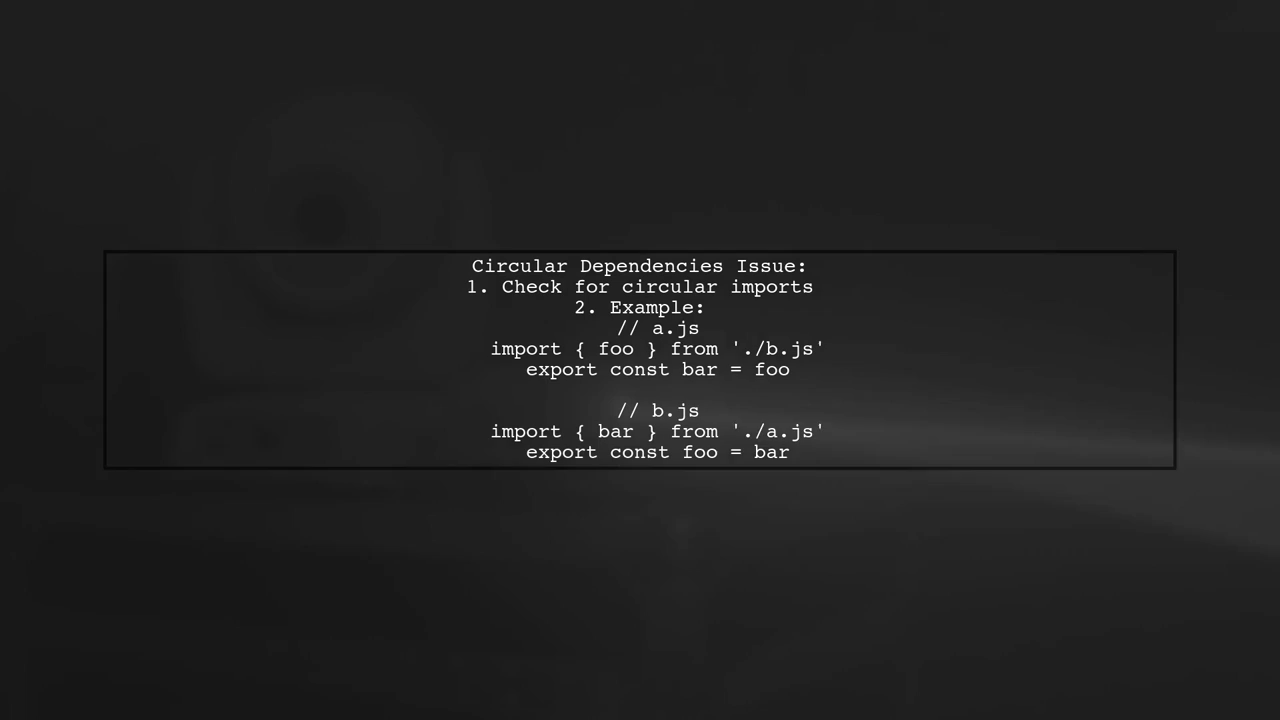 Circular Dependencies Issue:
1. Check for circular imports
2. Example:
// a.js
import { foo } from './b.js'
export const bar = foo
// b.js
import { bar } from './a.js'
export const foo = bar